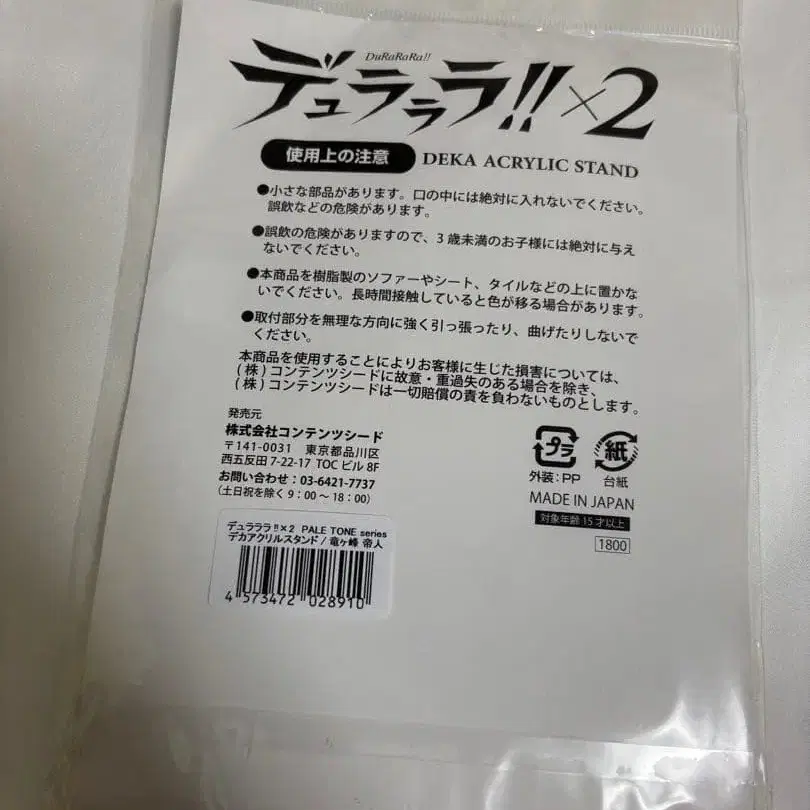 DuRaRaRa!!
デュラララ!!×2
使用上の注意 DEKA ACRYLIC STAND
●小さな部品があります。口の中には絶対に入れないでください。
誤飲などの危険があります。
●誤飲の危険がありますので、3歳未満のお子様には絶対に与え
ないでください。
●本商品を樹脂製のソファーやシート、タイルなどの上に置かな
いでください。長時間接触していると色が移る場合があります。
●取付部分を無理な方向に強く引っ張ったり、曲げたりしないで
ください。
本商品を使用することによりお客様に生じた損害については、
(株)コンテンツシードに故意・重過失のある場合を除き、
(株)コンテンツシードは一切賠償の責を負わないものとします。
発売元
株式会社コンテンツシード
〒141-0031 東京都品川区
西五反田 7-22-17 TOC ビル 8F
お問い合わせ:03-6421-7737
(土日祝を除く 9:00~18:00)
プラ 紙
外装:PP 台紙
MADE IN JAPAN
対象年齢 15 才以上
1800
デュラララ!!×2 PALE TONE series
デカアクリルスタンド/竜ヶ峰 帝人
4 573472 028910